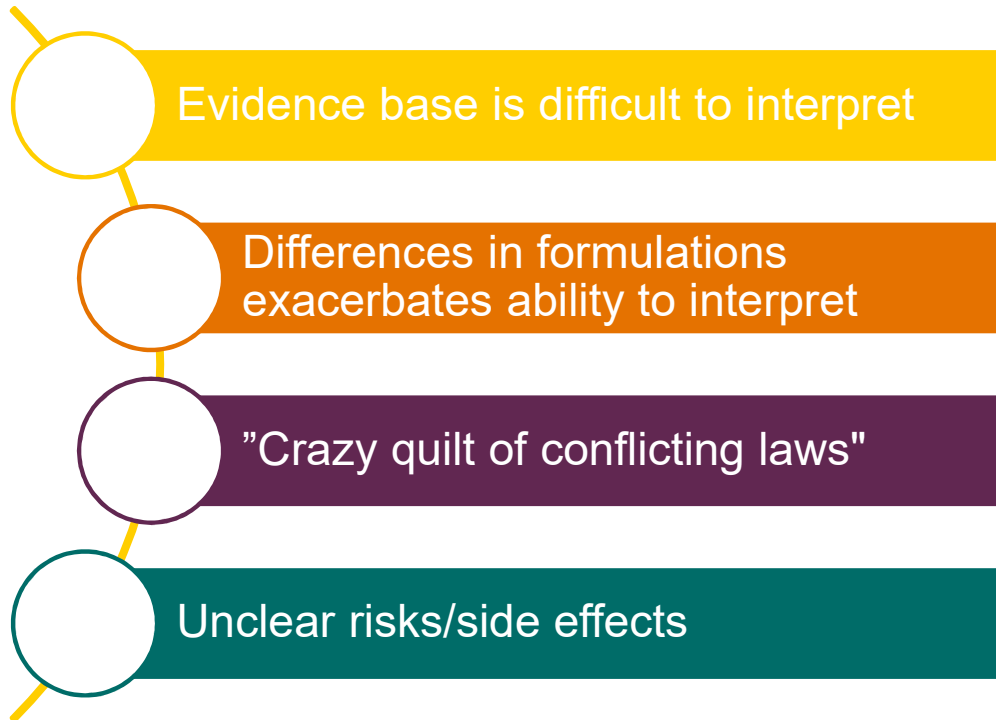 Evidence base is difficult to interpret
Differences in formulations
exacerbates ability to interpret
”Crazy quilt of conflicting laws"
Unclear risks/side effects